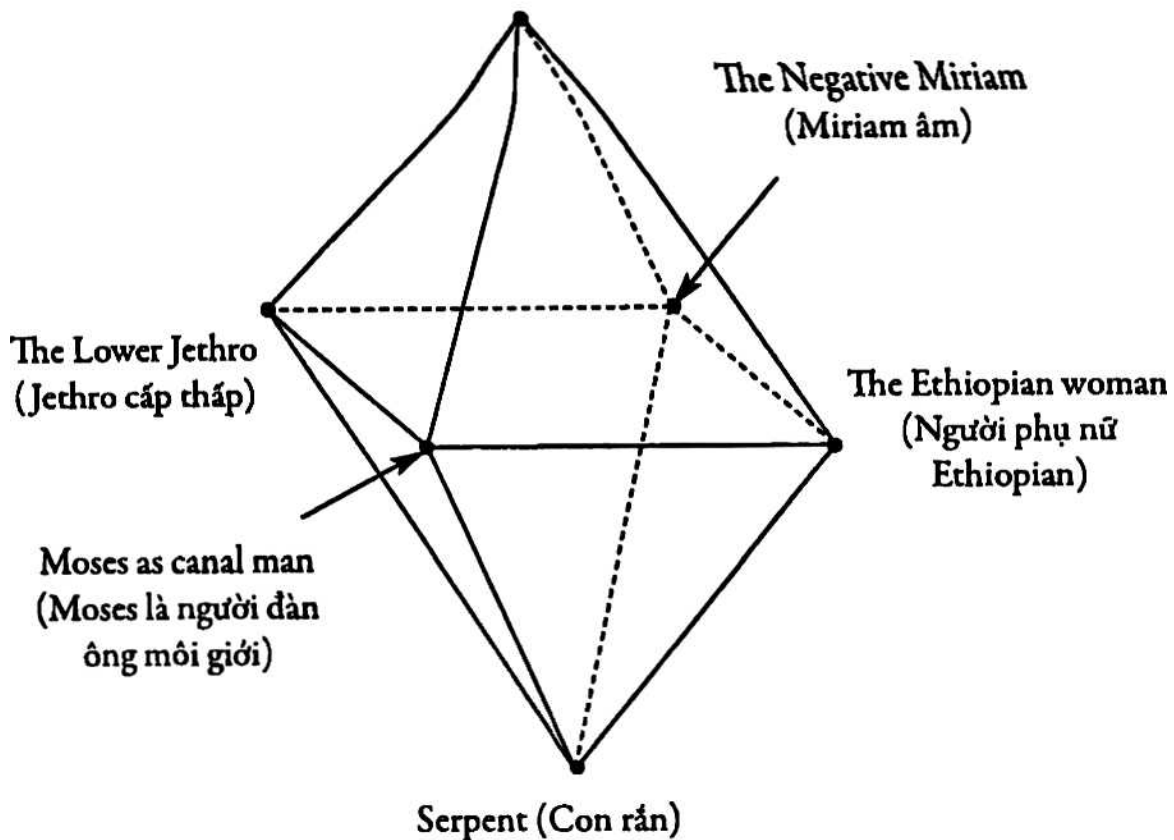 The Negative Miriam
(Miriam âm)
The Lower Jethro
(Jethro cấp thấp)
The Ethiopian woman
(Người phụ nữ
Ethiopian)
Moses as canal man
(Moses là người đàn
ông môi giới)
Serpent (Con rắn)